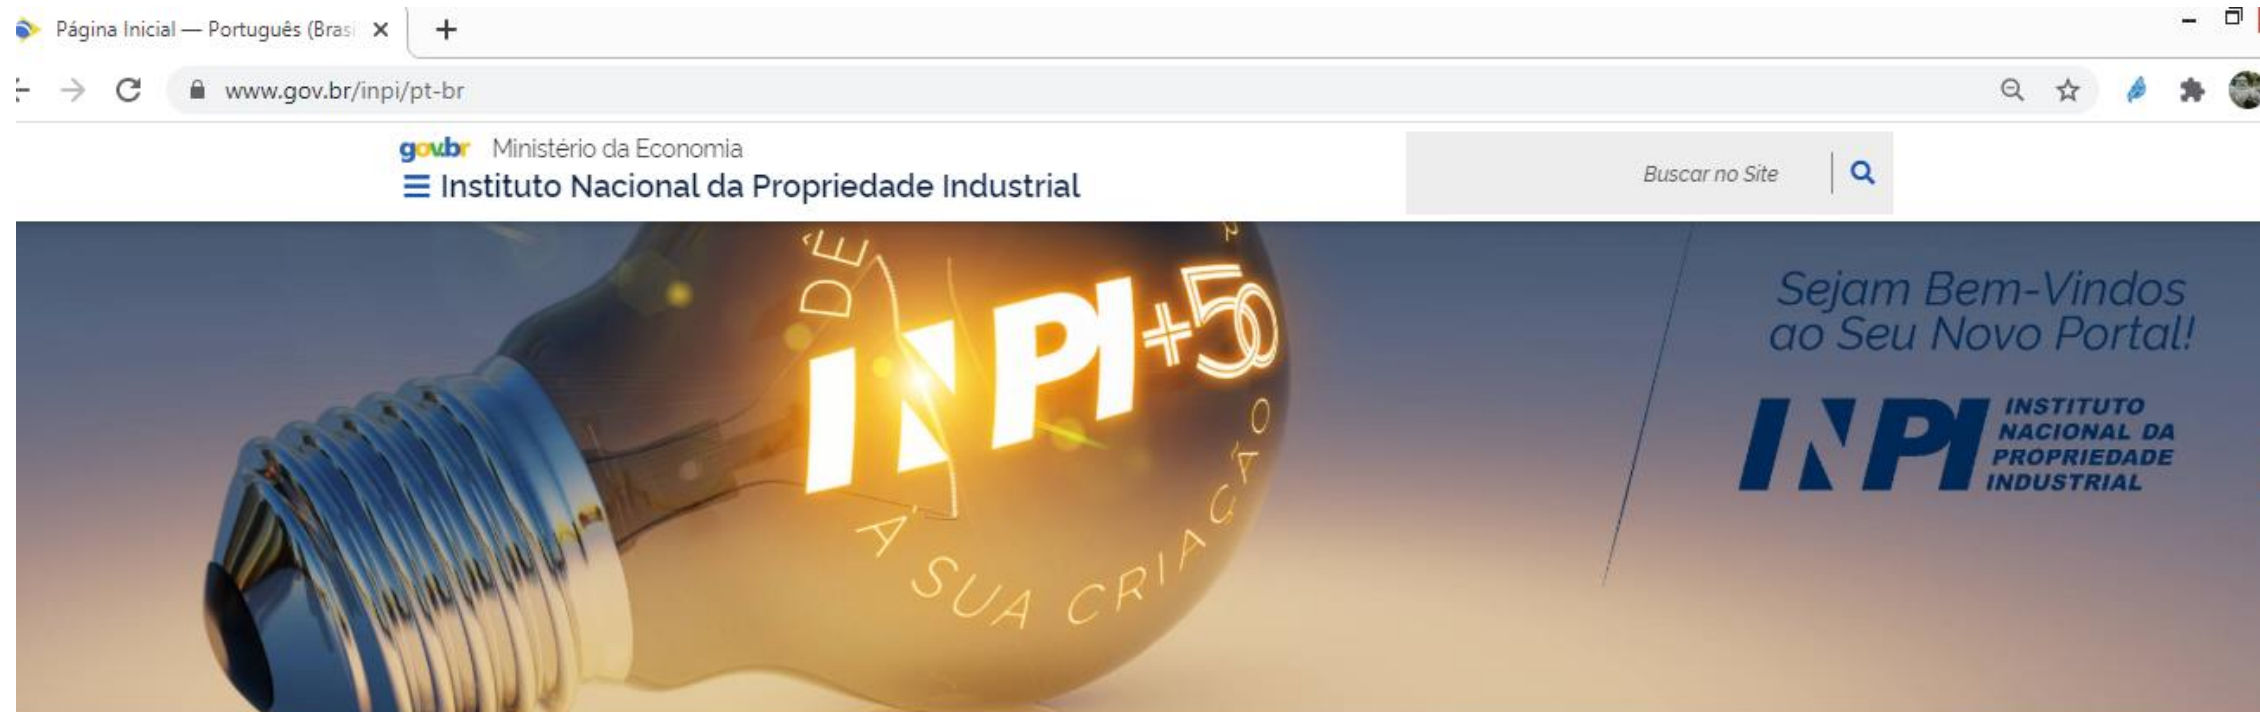 Página Inicial — Português (Brasi
www.gov.br/inpi/pt-br
gov.br Ministério da Economia
Instituto Nacional da Propriedade Industrial
Buscar no Site
DÊ
INPI+50
À SUA CRIAÇÃO
Sejam Bem-Vindos
ao Seu Novo Portal!
INPI
INSTITUTO
NACIONAL DA
PROPRIEDADE
INDUSTRIAL